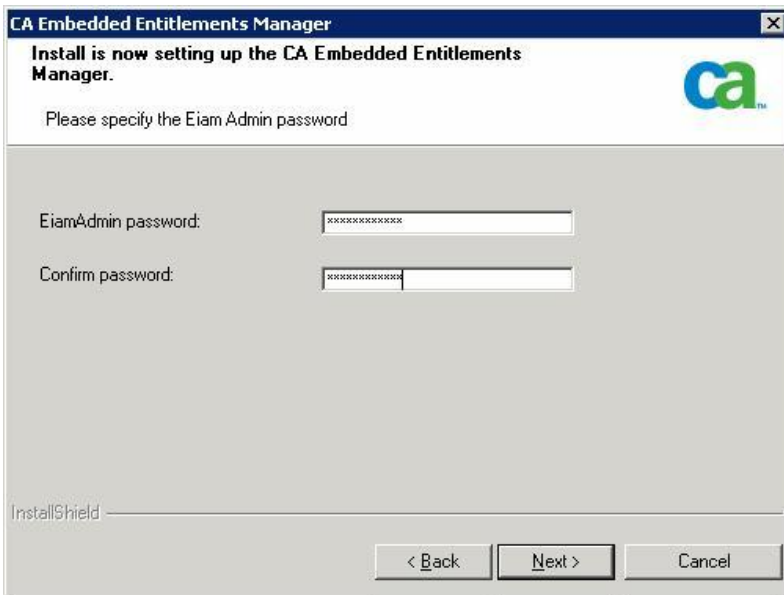 CA Embedded Entitlements Manager
Install is now setting up the CA Embedded Entitlements
Manager.
ca™
Please specify the Eiam Admin password
EiamAdmin password:
************
Confirm password:
************
InstallShield
< Back
Next >
Cancel